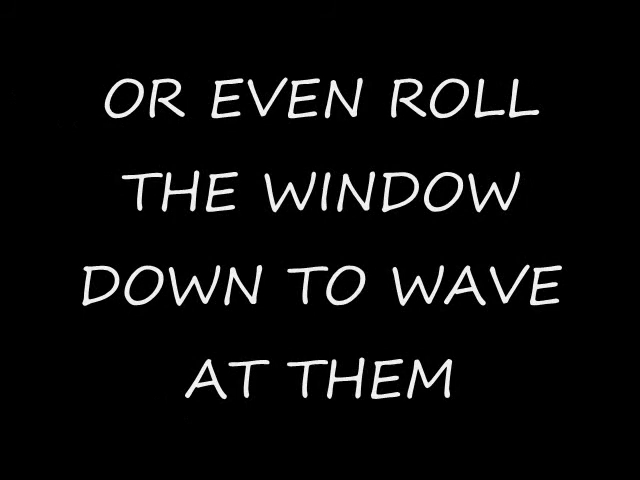 OR EVEN ROLL
THE WINDOW
DOWN TO WAVE
AT THEM